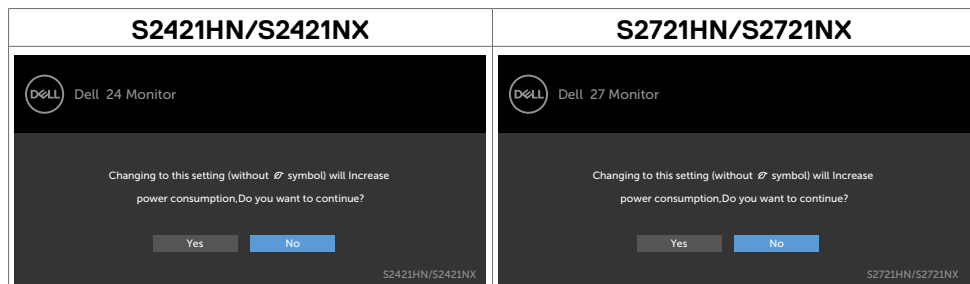 S2421HN/S2421NX
S2721HN/S2721NX
DELL Dell 24 Monitor
Changing to this setting (without symbol) will Increase
power consumption,Do you want to continue?
Yes No
S2421HN/S2421NX
DELL Dell 27 Monitor
Changing to this setting (without symbol) will Increase
power consumption,Do you want to continue?
Yes No
S2721HN/S2721NX